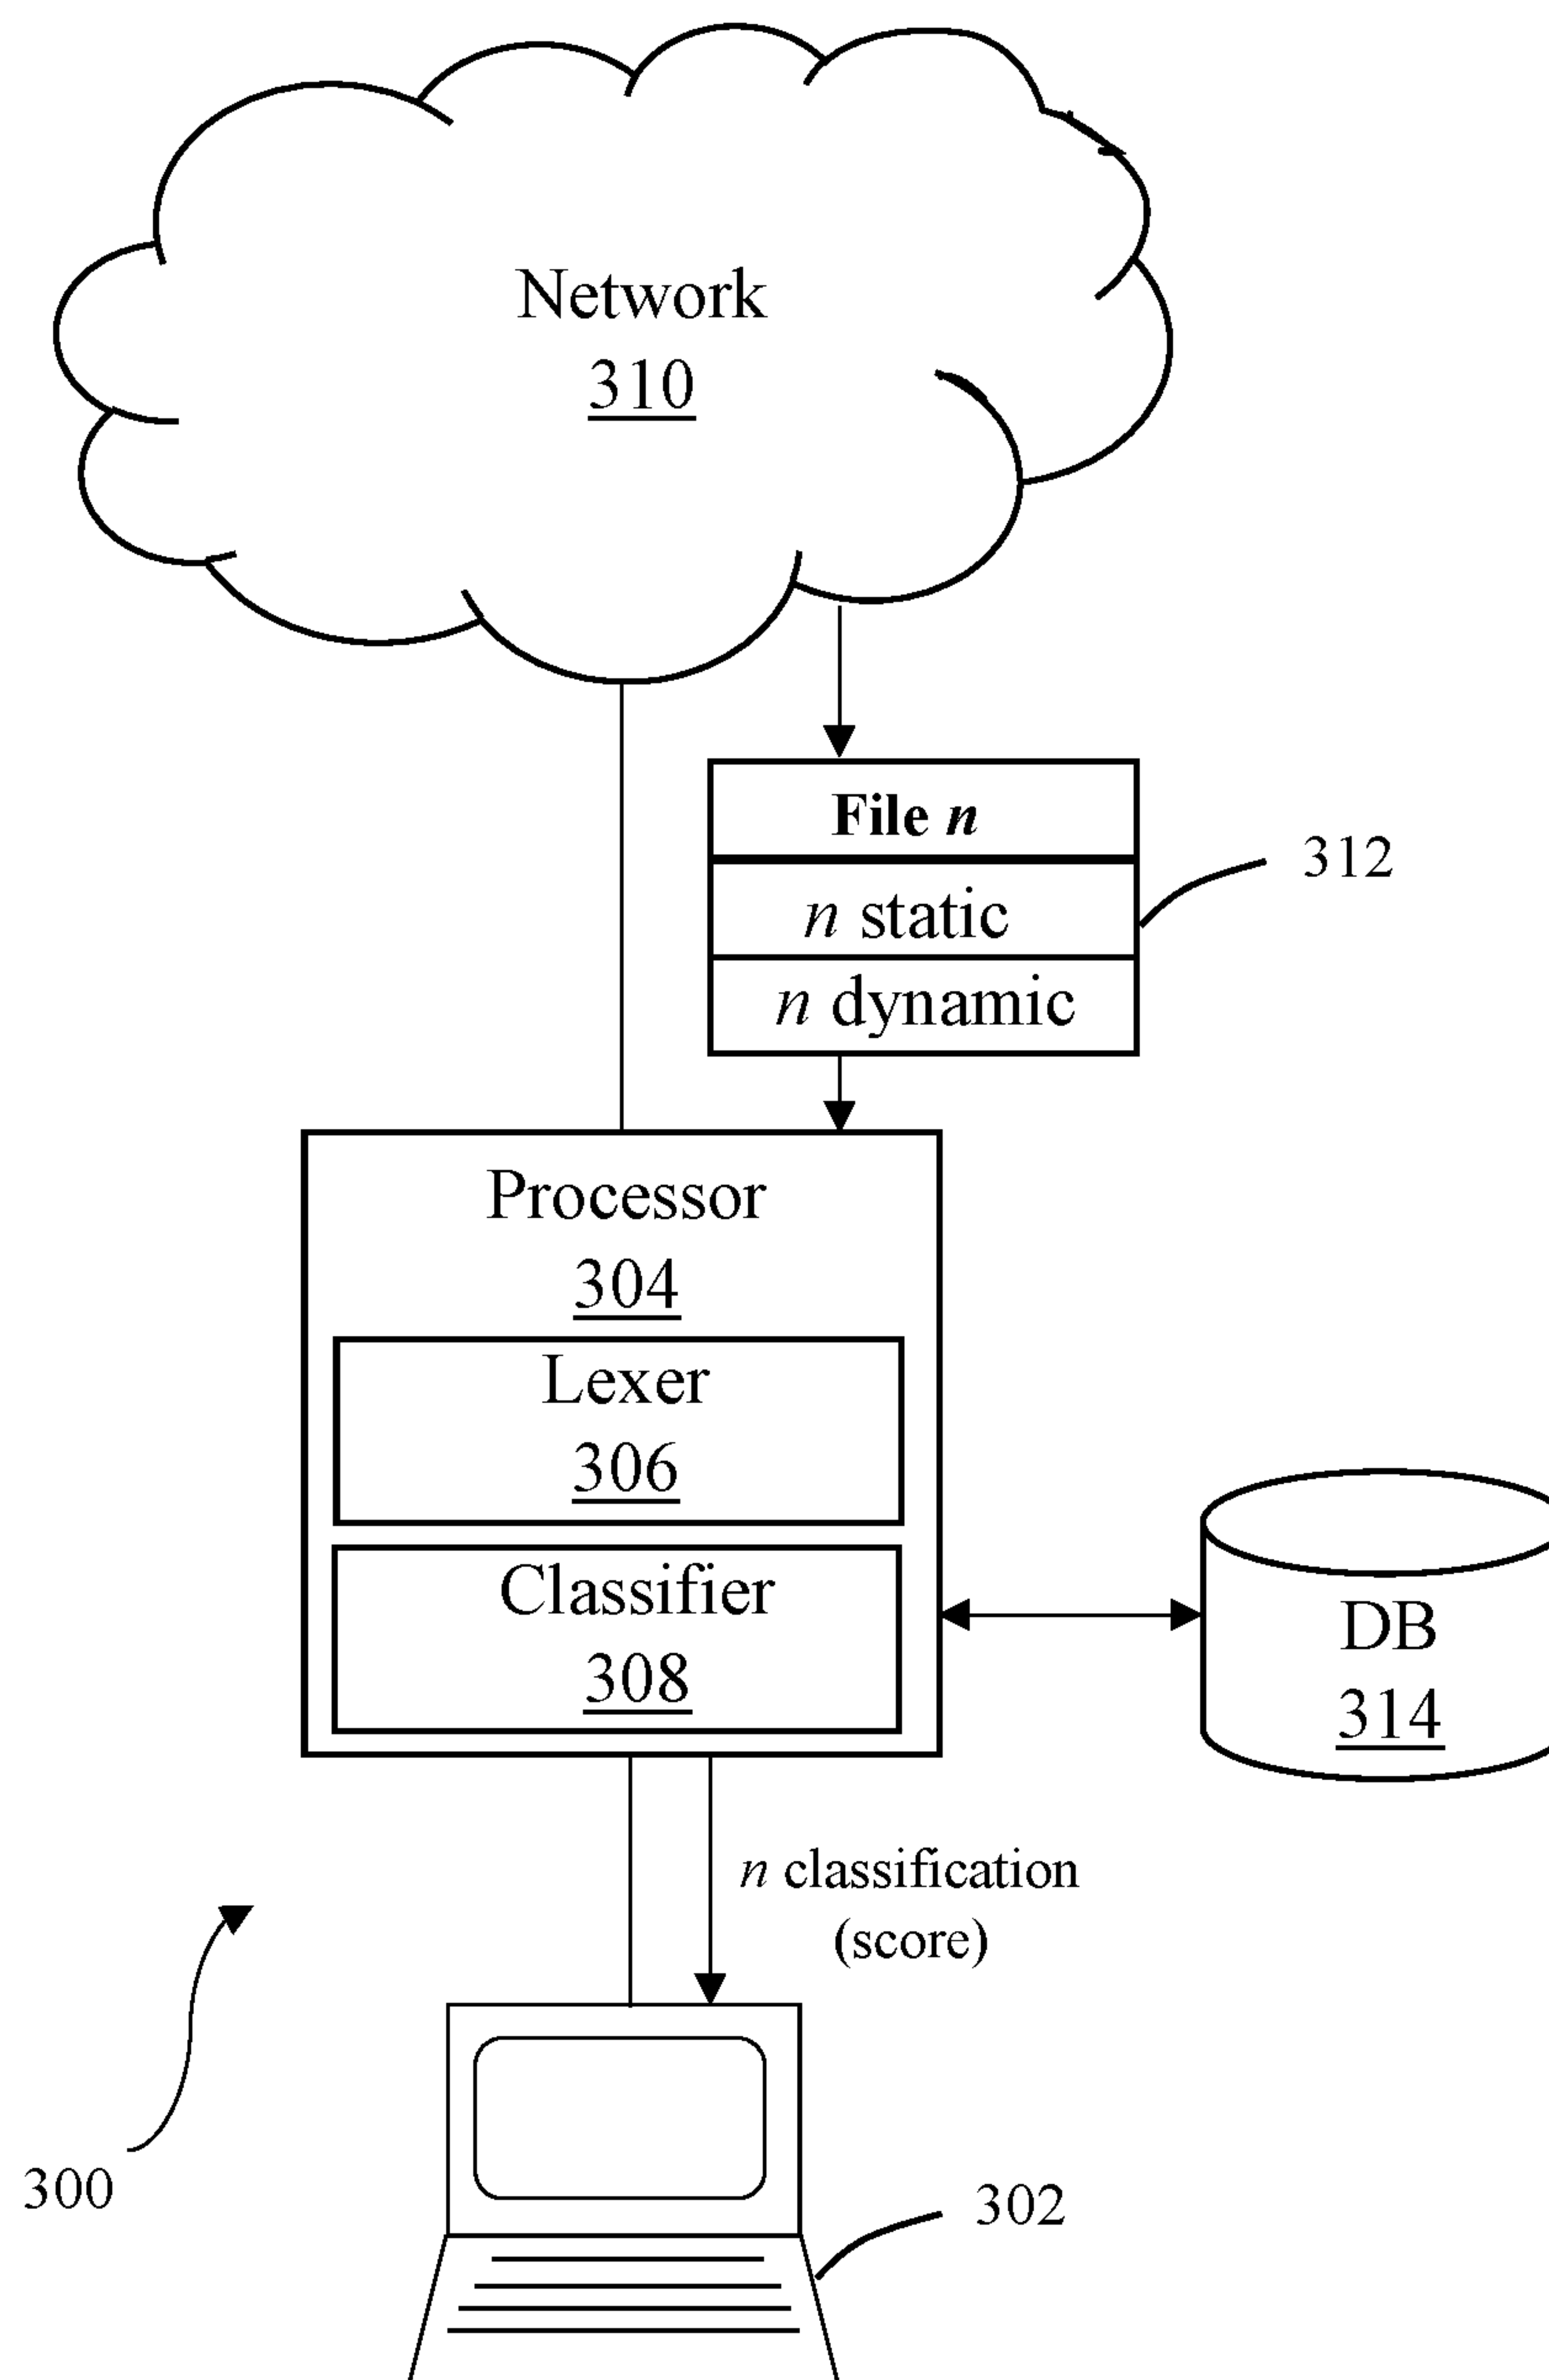 Network
310
File n
n static
n dynamic
312
Processor
304
Lexer
306
Classifier
308
DB
314
n classification
(score)
300
302